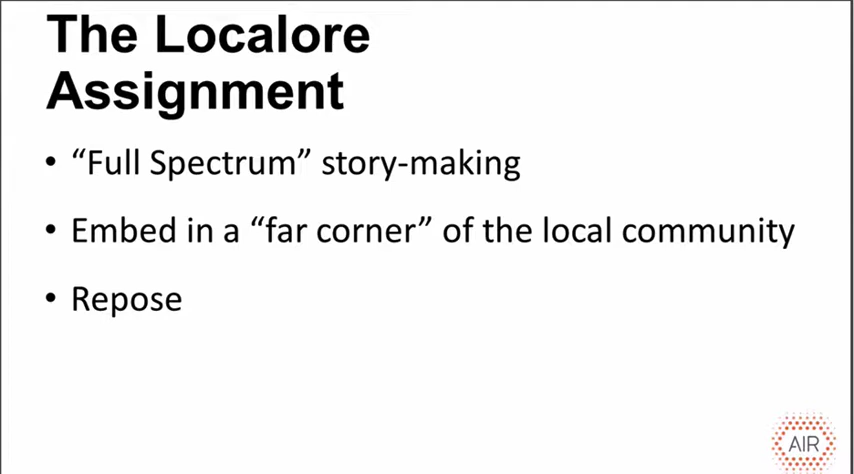 The Localore
Assignment
• “Full Spectrum” story-making
• Embed in a “far corner” of the local community
• Repose
AIR